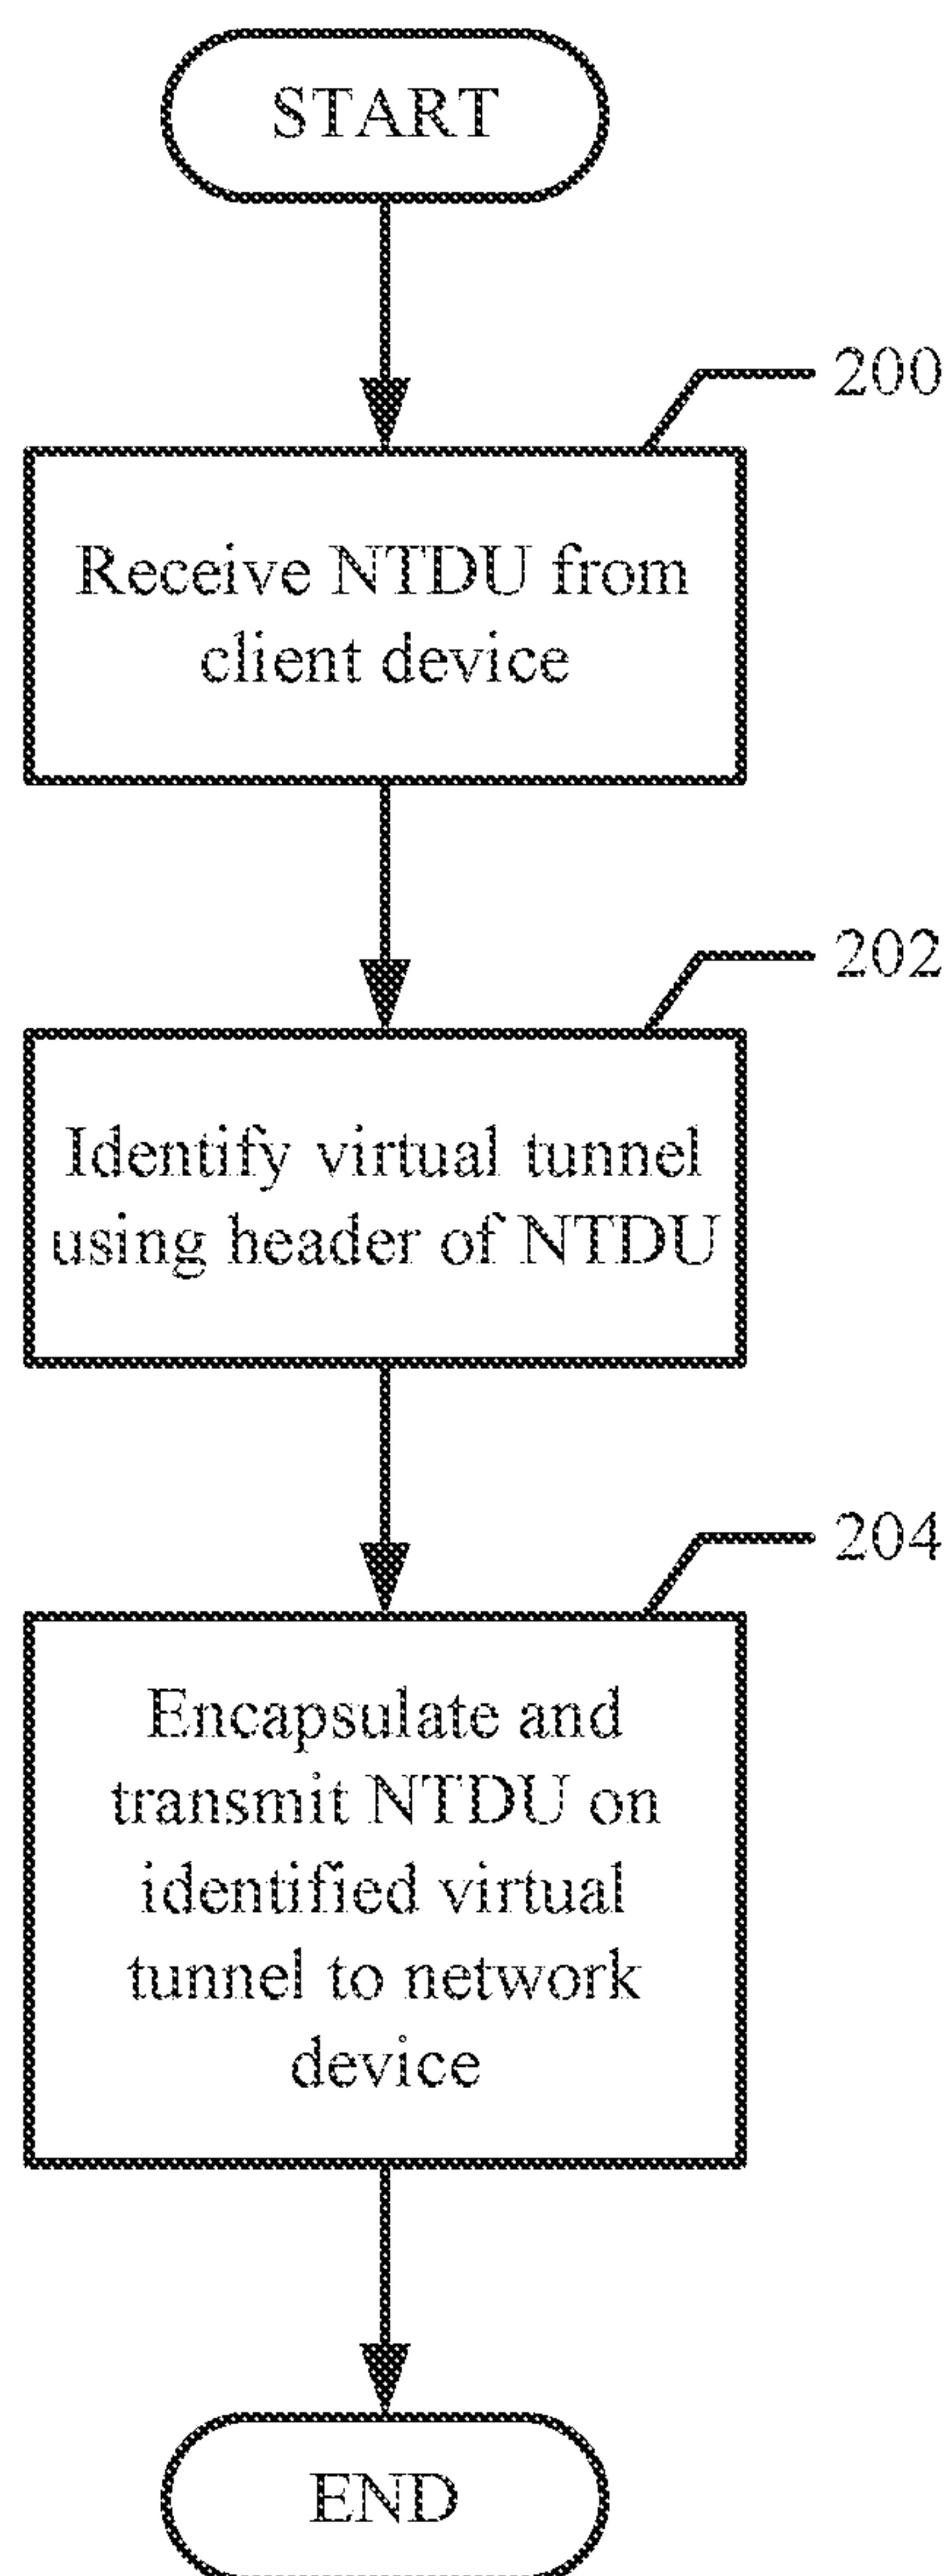 START
200
Receive NTDU from
client device
202
Identify virtual tunnel
using header of NTDU
204
Encapsulate and
transmit NTDU on
identified virtual
tunnel to network
device
END